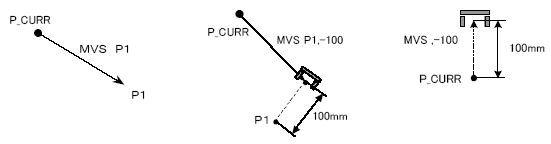 P_CURR
MVS P1
P1
P_CURR
MVS P1,-100
P1
100mm
MVS ,-100
100mm
P_CURR